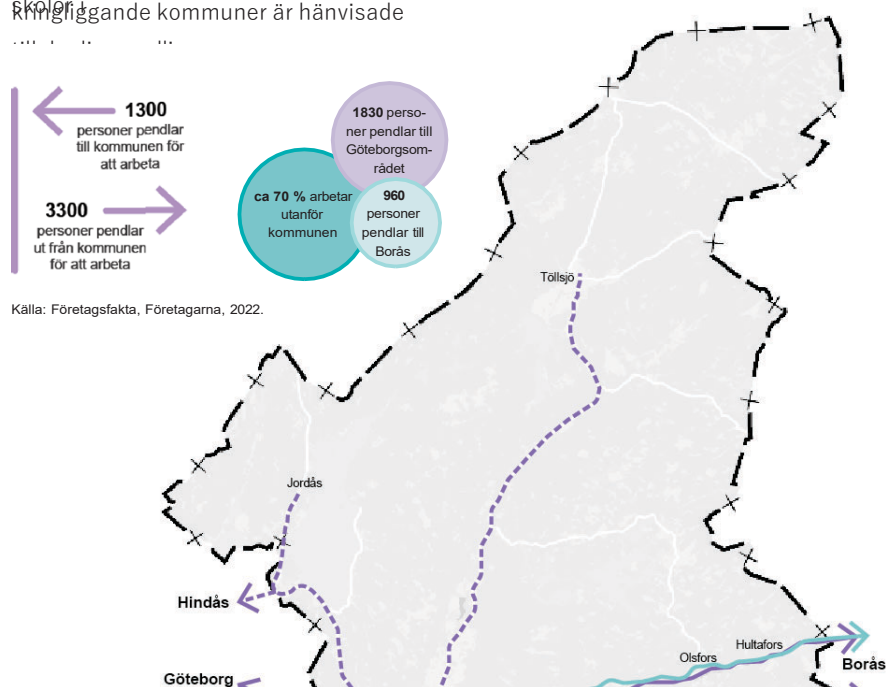 kringliggande kommuner är hänvisade
1300
personer pendlar
till kommunen för
att arbeta
3300
personer pendlar
ut från kommunen
för att arbeta
1830 perso-
ner pendlar till
Göteborgsom-
rådet
ca 70 % arbetar
utanför
kommunen
960
personer
pendlar till
Borås
Källa: Företagsfakta, Företagarna, 2022.
Töllsjö
Jordås
Hindås
Göteborg
Olsfors
Hultafors
Borås